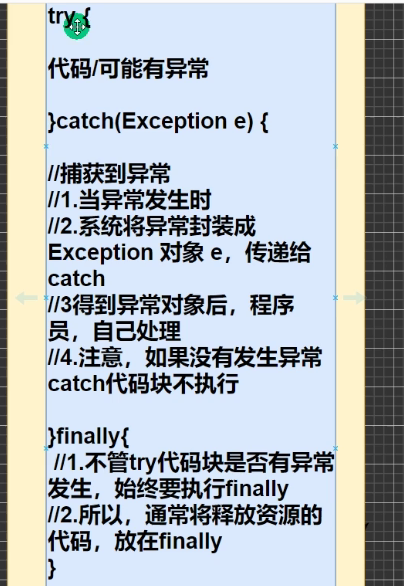 try {
代码/可能有异常
}catch(Exception e) {
//捕获到异常
//1.当异常发生时
//2.系统将异常封装成
Exception 对象 e，传递给
catch
//3得到异常对象后，程序
员，自己处理
//4.注意，如果没有发生异常
catch代码块不执行
}finally{
//1.不管try代码块是否有异常
发生，始终要执行finally
//2.所以，通常将释放资源的
代码，放在finally
}